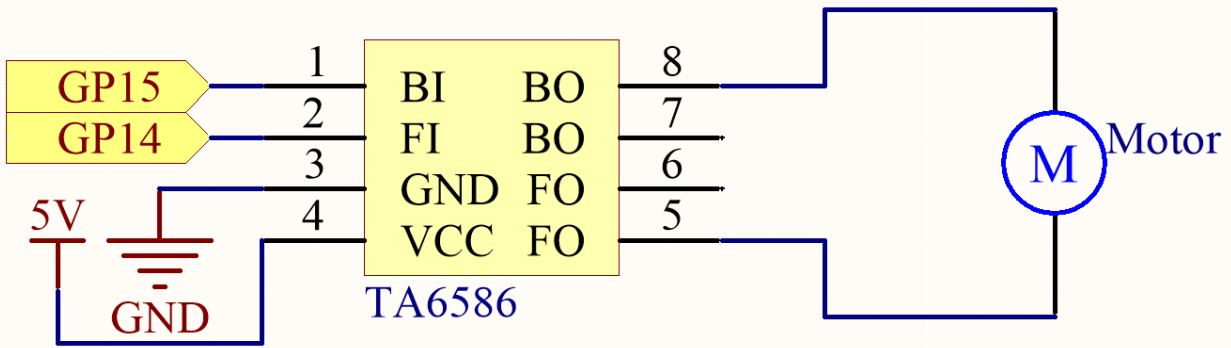 GP15 1 BI BO 8
GP14 2 FI BO 7
3 GND FO 6
5V 4 VCC FO 5
GND
TA6586
M Motor